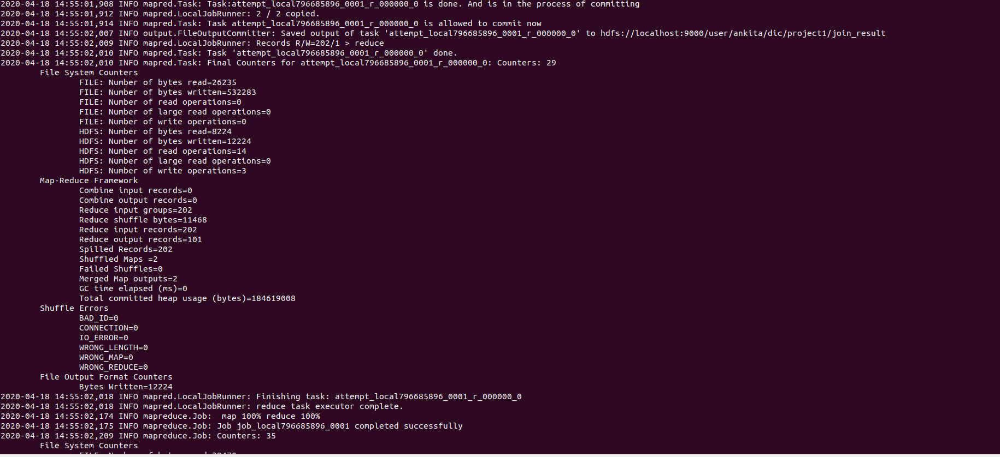 2020-04-18 14:55:01,908 INFO mapred.Task: Task:attempt_local796685896_0001_r_000000_0 is done. And is in the process of committing
2020-04-18 14:55:01,912 INFO mapred.LocalJobRunner: 2 / 2 copied.
2020-04-18 14:55:01,914 INFO mapred.Task: Task attempt_local796685896_0001_r_000000_0 is allowed to commit now
2020-04-18 14:55:02,007 INFO output.FileOutputCommitter: Saved output of task 'attempt_local796685896_0001_r_000000_0' to hdfs://localhost:9000/user/ankita/dic/project1/join_result
2020-04-18 14:55:02,009 INFO mapred.LocalJobRunner: Records R/W=202/1 > reduce
2020-04-18 14:55:02,010 INFO mapred.Task: Task 'attempt_local796685896_0001_r_000000_0' done.
2020-04-18 14:55:02,010 INFO mapred.Task: Final Counters for attempt_local796685896_0001_r_000000_0: Counters: 29
File System Counters
FILE: Number of bytes read=26235
FILE: Number of bytes written=532283
FILE: Number of read operations=0
FILE: Number of large read operations=0
FILE: Number of write operations=0
HDFS: Number of bytes read=8224
HDFS: Number of bytes written=12224
HDFS: Number of read operations=14
HDFS: Number of large read operations=0
HDFS: Number of write operations=3
Map-Reduce Framework
Combine input records=0
Combine output records=0
Reduce input groups=202
Reduce shuffle bytes=11468
Reduce input records=202
Reduce output records=101
Spilled Records=202
Shuffled Maps =2
Failed Shuffles=0
Merged Map outputs=2
GC time elapsed (ms)=0
Total committed heap usage (bytes)=184619008
Shuffle Errors
BAD_ID=0
CONNECTION=0
IO_ERROR=0
WRONG_LENGTH=0
WRONG_MAP=0
WRONG_REDUCE=0
File Output Format Counters
Bytes Written=12224
2020-04-18 14:55:02,018 INFO mapred.LocalJobRunner: Finishing task: attempt_local796685896_0001_r_000000_0
2020-04-18 14:55:02,018 INFO mapred.LocalJobRunner: reduce task executor complete.
2020-04-18 14:55:02,174 INFO mapreduce.Job:  map 100% reduce 100%
2020-04-18 14:55:02,175 INFO mapreduce.Job: Job job_local796685896_0001 completed successfully
2020-04-18 14:55:02,209 INFO mapreduce.Job: Counters: 35
File System Counters